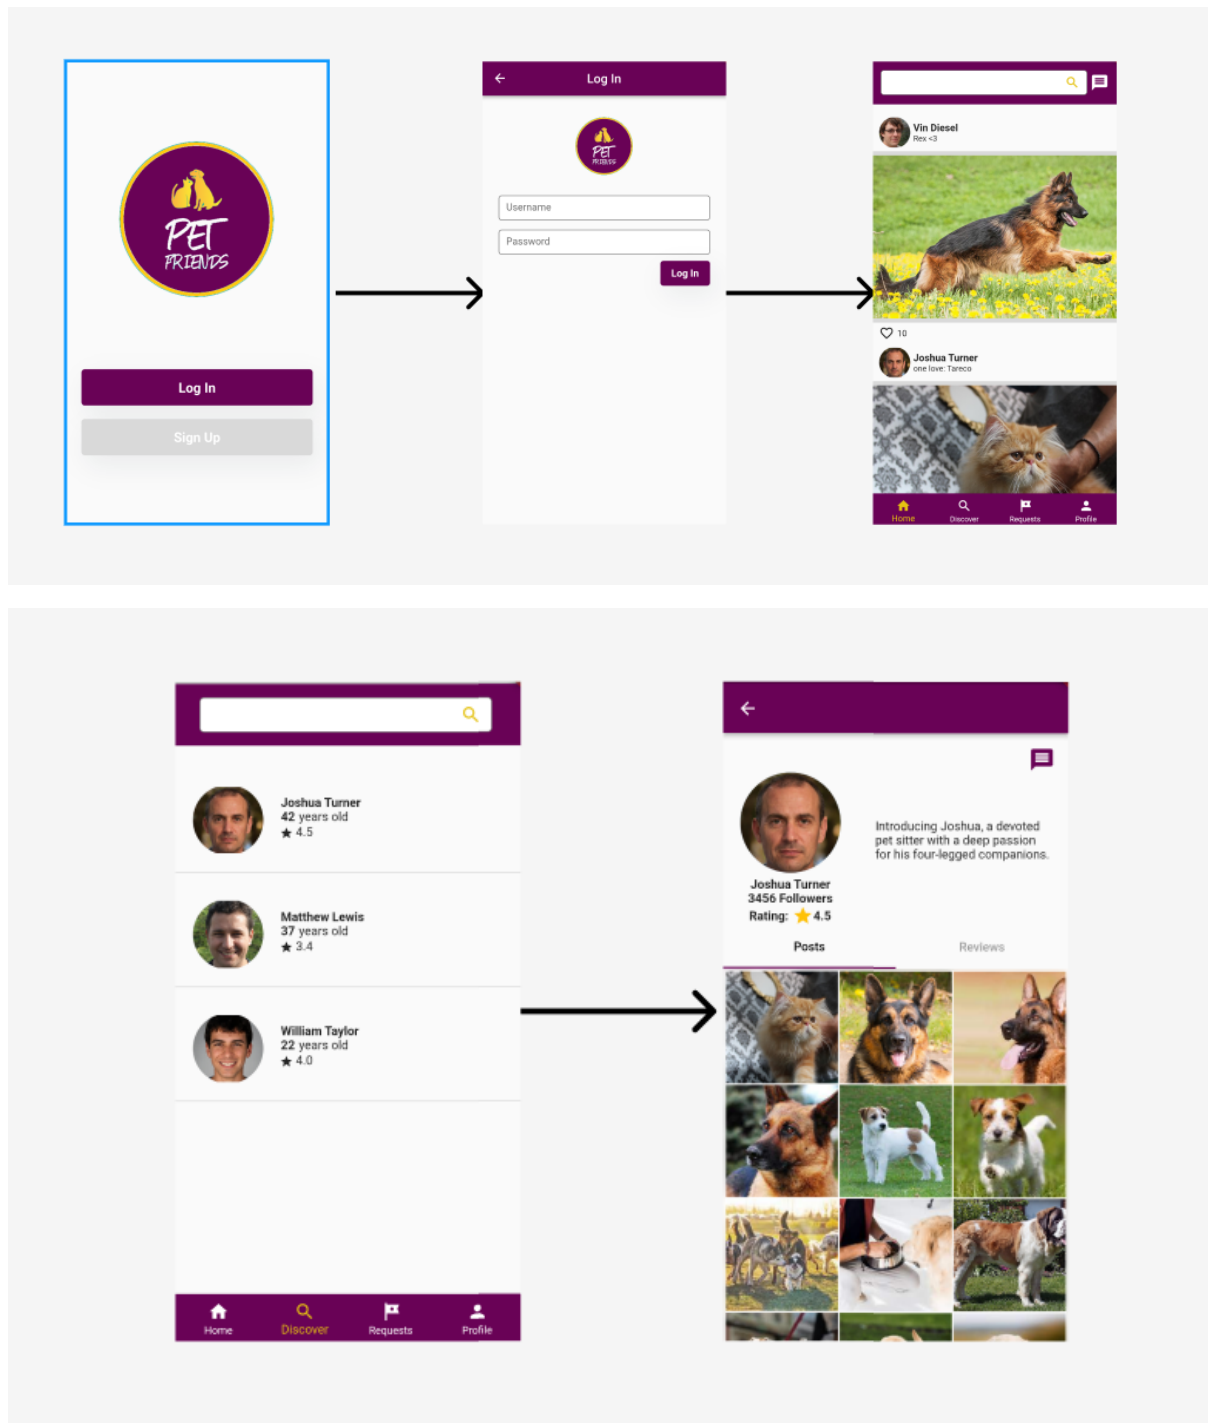 PET
FRIENDS
Log In
Sign Up
Log In
PET
FRIENDS
Username
Password
Log In
Vin Diesel
Rex <3
10
Joshua Turner
one love: Tareco
Home Discover Requests Profile
Joshua Turner
42 years old
★ 4.5
Matthew Lewis
37 years old
★ 3.4
William Taylor
22 years old
★ 4.0
Home Discover Requests Profile
Introducing Joshua, a devoted
pet sitter with a deep passion
for his four-legged companions.
Joshua Turner
3456 Followers
Rating: ⭐ 4.5
Posts Reviews